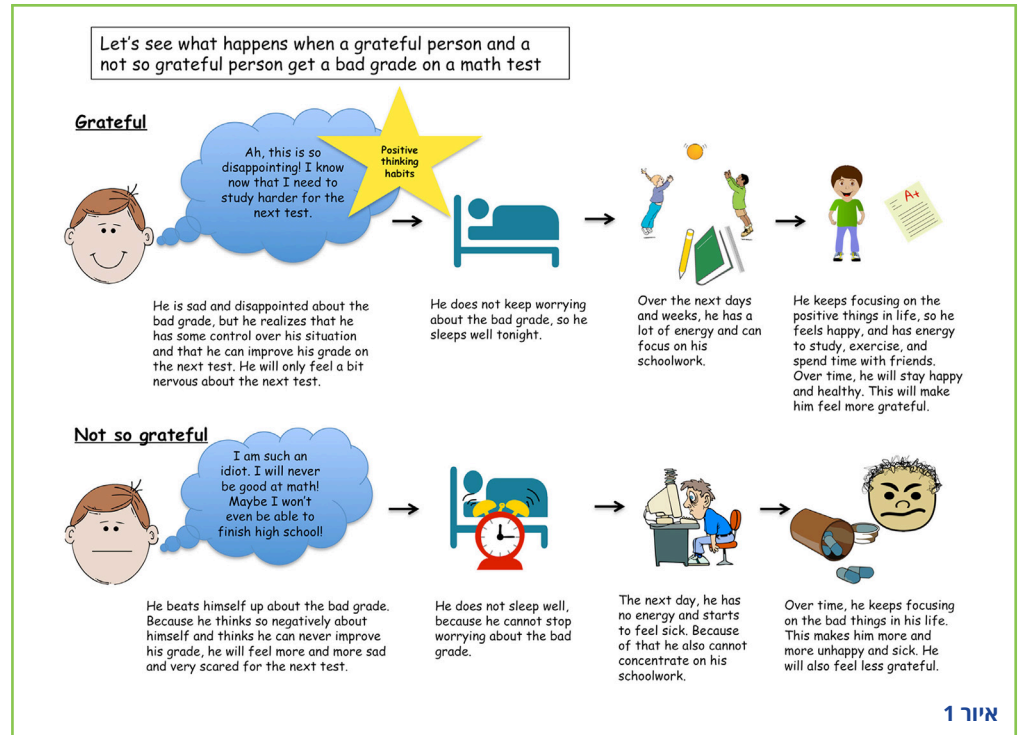 Let's see what happens when a grateful person and a
not so grateful person get a bad grade on a math test
Grateful
Ah, this is so
disappointing! I know
now that I need to
study harder for the
next test.
Positive
thinking
habits
A+
He is sad and disappointed about the
bad grade, but he realizes that he
has some control over his situation
and that he can improve his grade on
the next test. He will only feel a bit
nervous about the next test.
He does not keep worrying
about the bad grade, so he
sleeps well tonight.
Over the next days
and weeks, he has a
lot of energy and can
focus on his
schoolwork.
He keeps focusing on the
positive things in life, so he
feels happy, and has energy
to study, exercise, and
spend time with friends.
Over time, he will stay happy
and healthy. This will make
him feel more grateful.
Not so grateful
I am such an
idiot. I will never
be good at math!
Maybe I won't
even be able to
finish high school!
He beats himself up about the bad grade.
Because he thinks so negatively about
himself and thinks he can never improve
his grade, he will feel more and more sad
and very scared for the next test.
He does not sleep well,
because he cannot stop
worrying about the bad
grade.
The next day, he has
no energy and starts
to feel sick. Because
of that he also cannot
concentrate on his
schoolwork.
Over time, he keeps focusing
on the bad things in his life.
This makes him more and
more unhappy and sick. He
will also feel less grateful.
איור 1